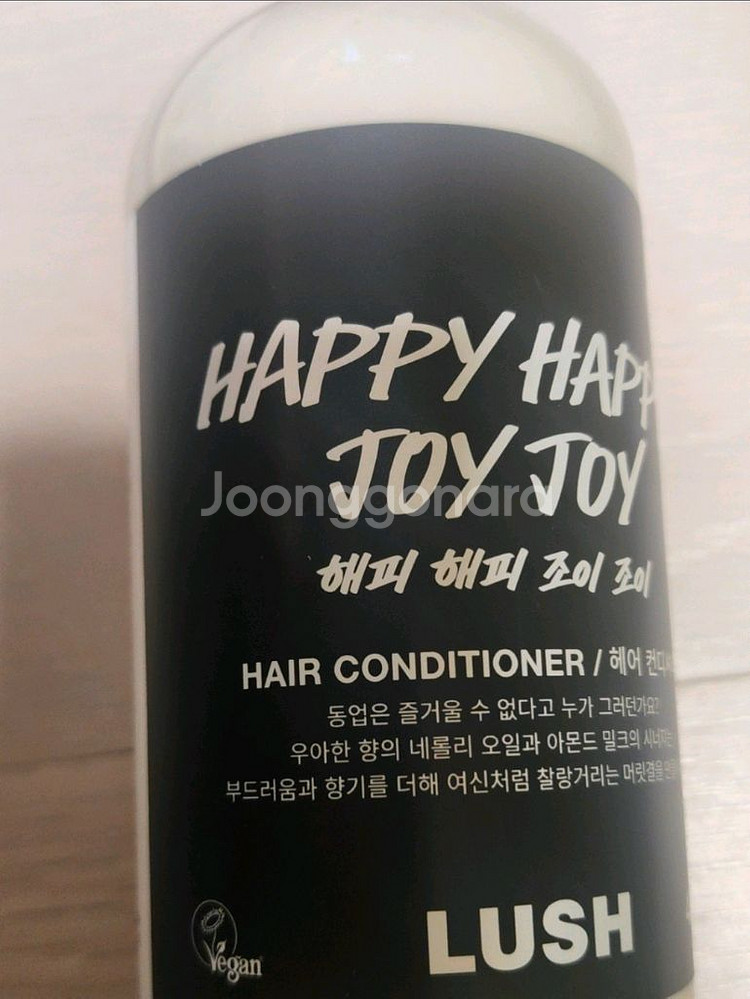 HAPPY HAPP
JOY JOY
Joonggonara
해피 해피 조이 조이
HAIR CONDITIONER / 헤어
동업은 즐거울 수 없다고 누가 그러던가요?
우아한 향의 네롤리 오일과 아몬드 밀크의
부드러움과 향기를 더해 여신처럼 찰랑거리는 머릿결을
Vegan
LUSH